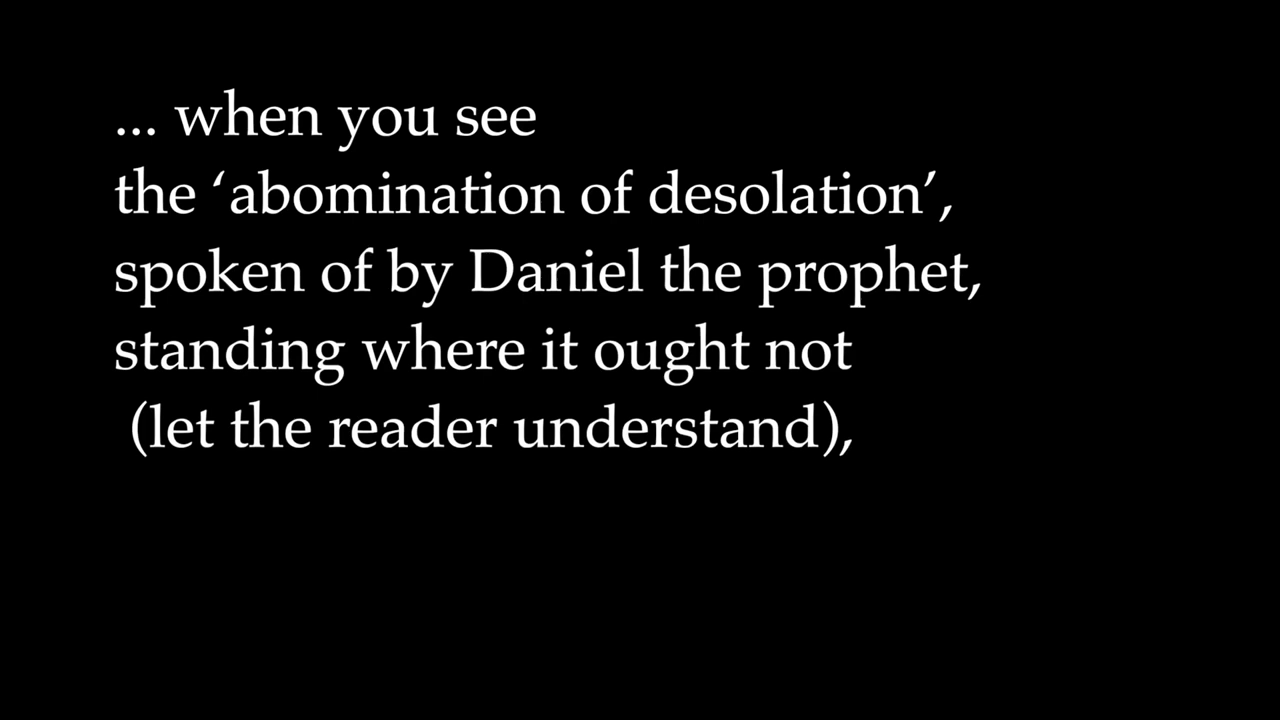 ... when you see
the ‘abomination of desolation’,
spoken of by Daniel the prophet,
standing where it ought not
(let the reader understand),